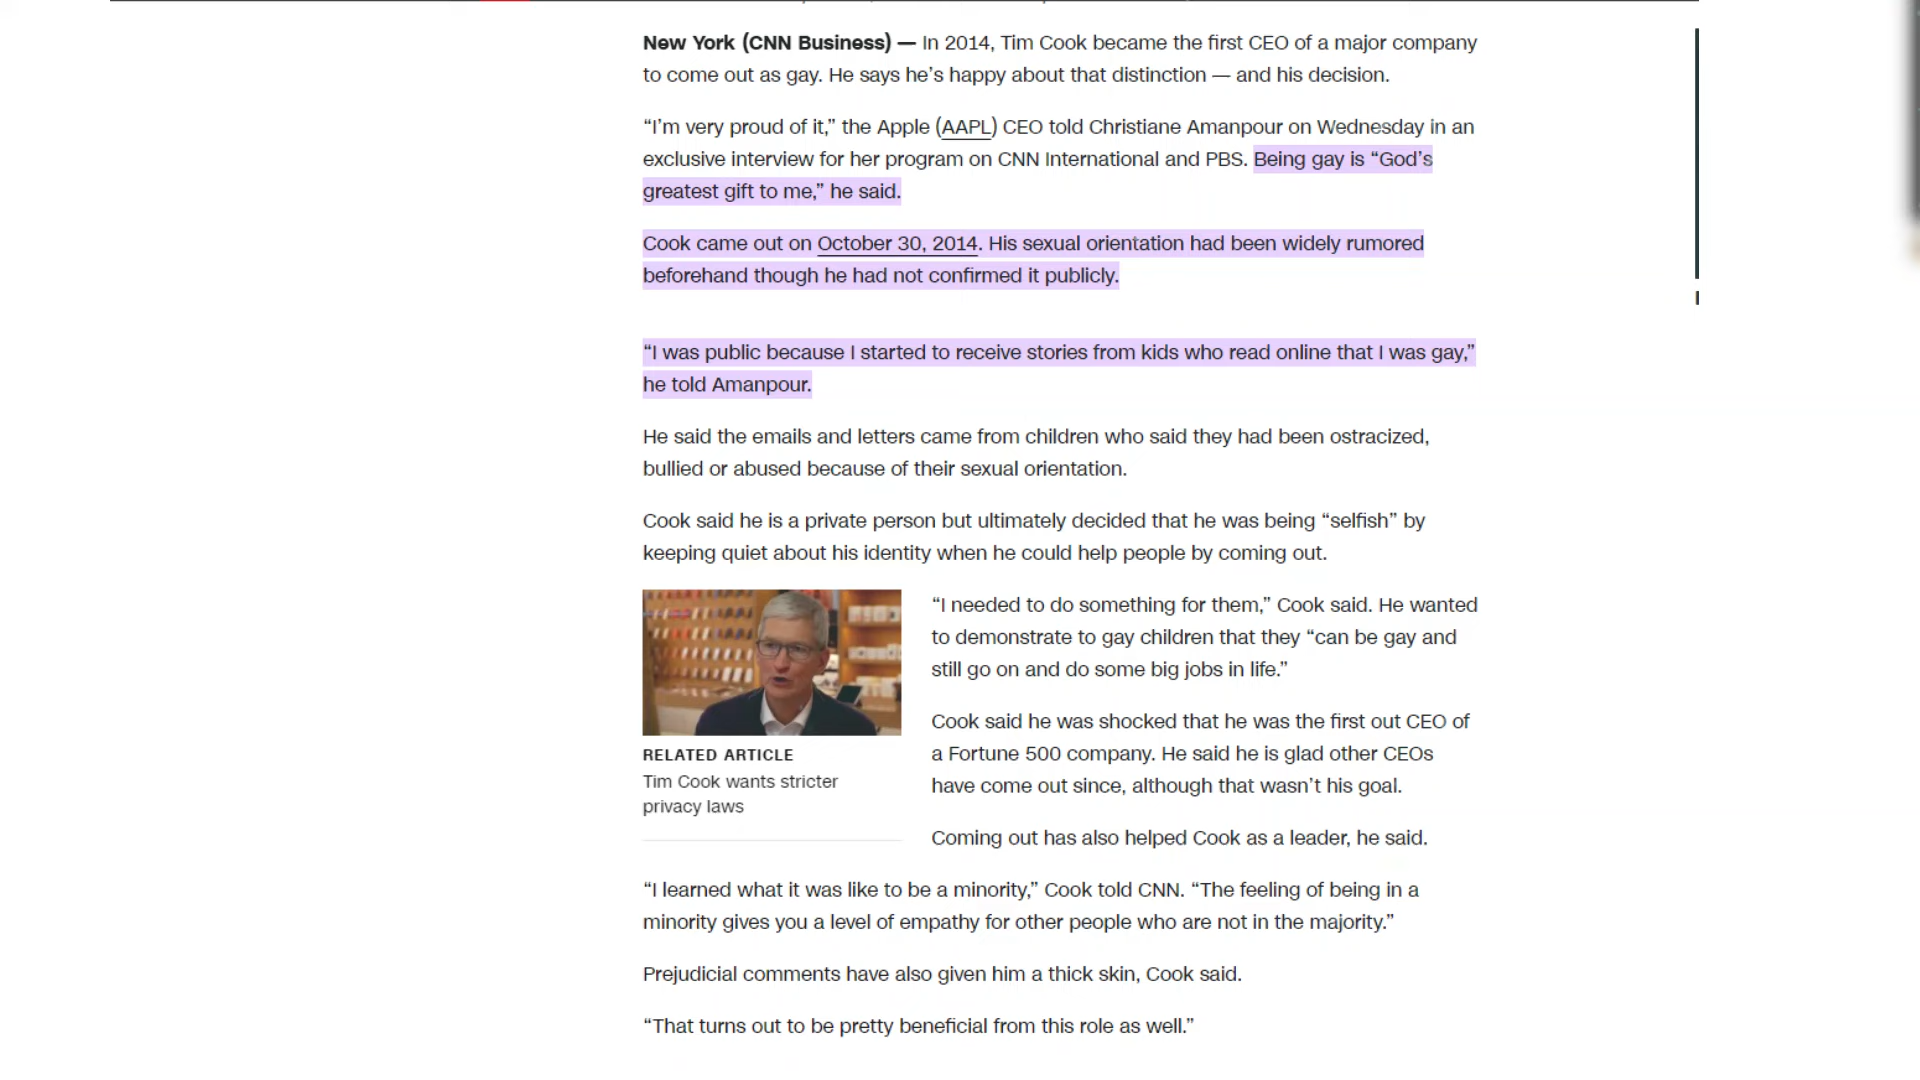 New York (CNN Business) — In 2014, Tim Cook became the first CEO of a major company
to come out as gay. He says he’s happy about that distinction — and his decision.
“I’m very proud of it,” the Apple (AAPL) CEO told Christiane Amanpour on Wednesday in an
exclusive interview for her program on CNN International and PBS. Being gay is “God’s
greatest gift to me,” he said.
Cook came out on October 30, 2014. His sexual orientation had been widely rumored
beforehand though he had not confirmed it publicly.
“I was public because I started to receive stories from kids who read online that I was gay,”
he told Amanpour.
He said the emails and letters came from children who said they had been ostracized,
bullied or abused because of their sexual orientation.
Cook said he is a private person but ultimately decided that he was being “selfish” by
keeping quiet about his identity when he could help people by coming out.
RELATED ARTICLE
Tim Cook wants stricter
privacy laws
“I needed to do something for them,” Cook said. He wanted
to demonstrate to gay children that they “can be gay and
still go on and do some big jobs in life.”
Cook said he was shocked that he was the first out CEO of
a Fortune 500 company. He said he is glad other CEOs
have come out since, although that wasn’t his goal.
Coming out has also helped Cook as a leader, he said.
“I learned what it was like to be a minority,” Cook told CNN. “The feeling of being in a
minority gives you a level of empathy for other people who are not in the majority.”
Prejudicial comments have also given him a thick skin, Cook said.
“That turns out to be pretty beneficial from this role as well.”